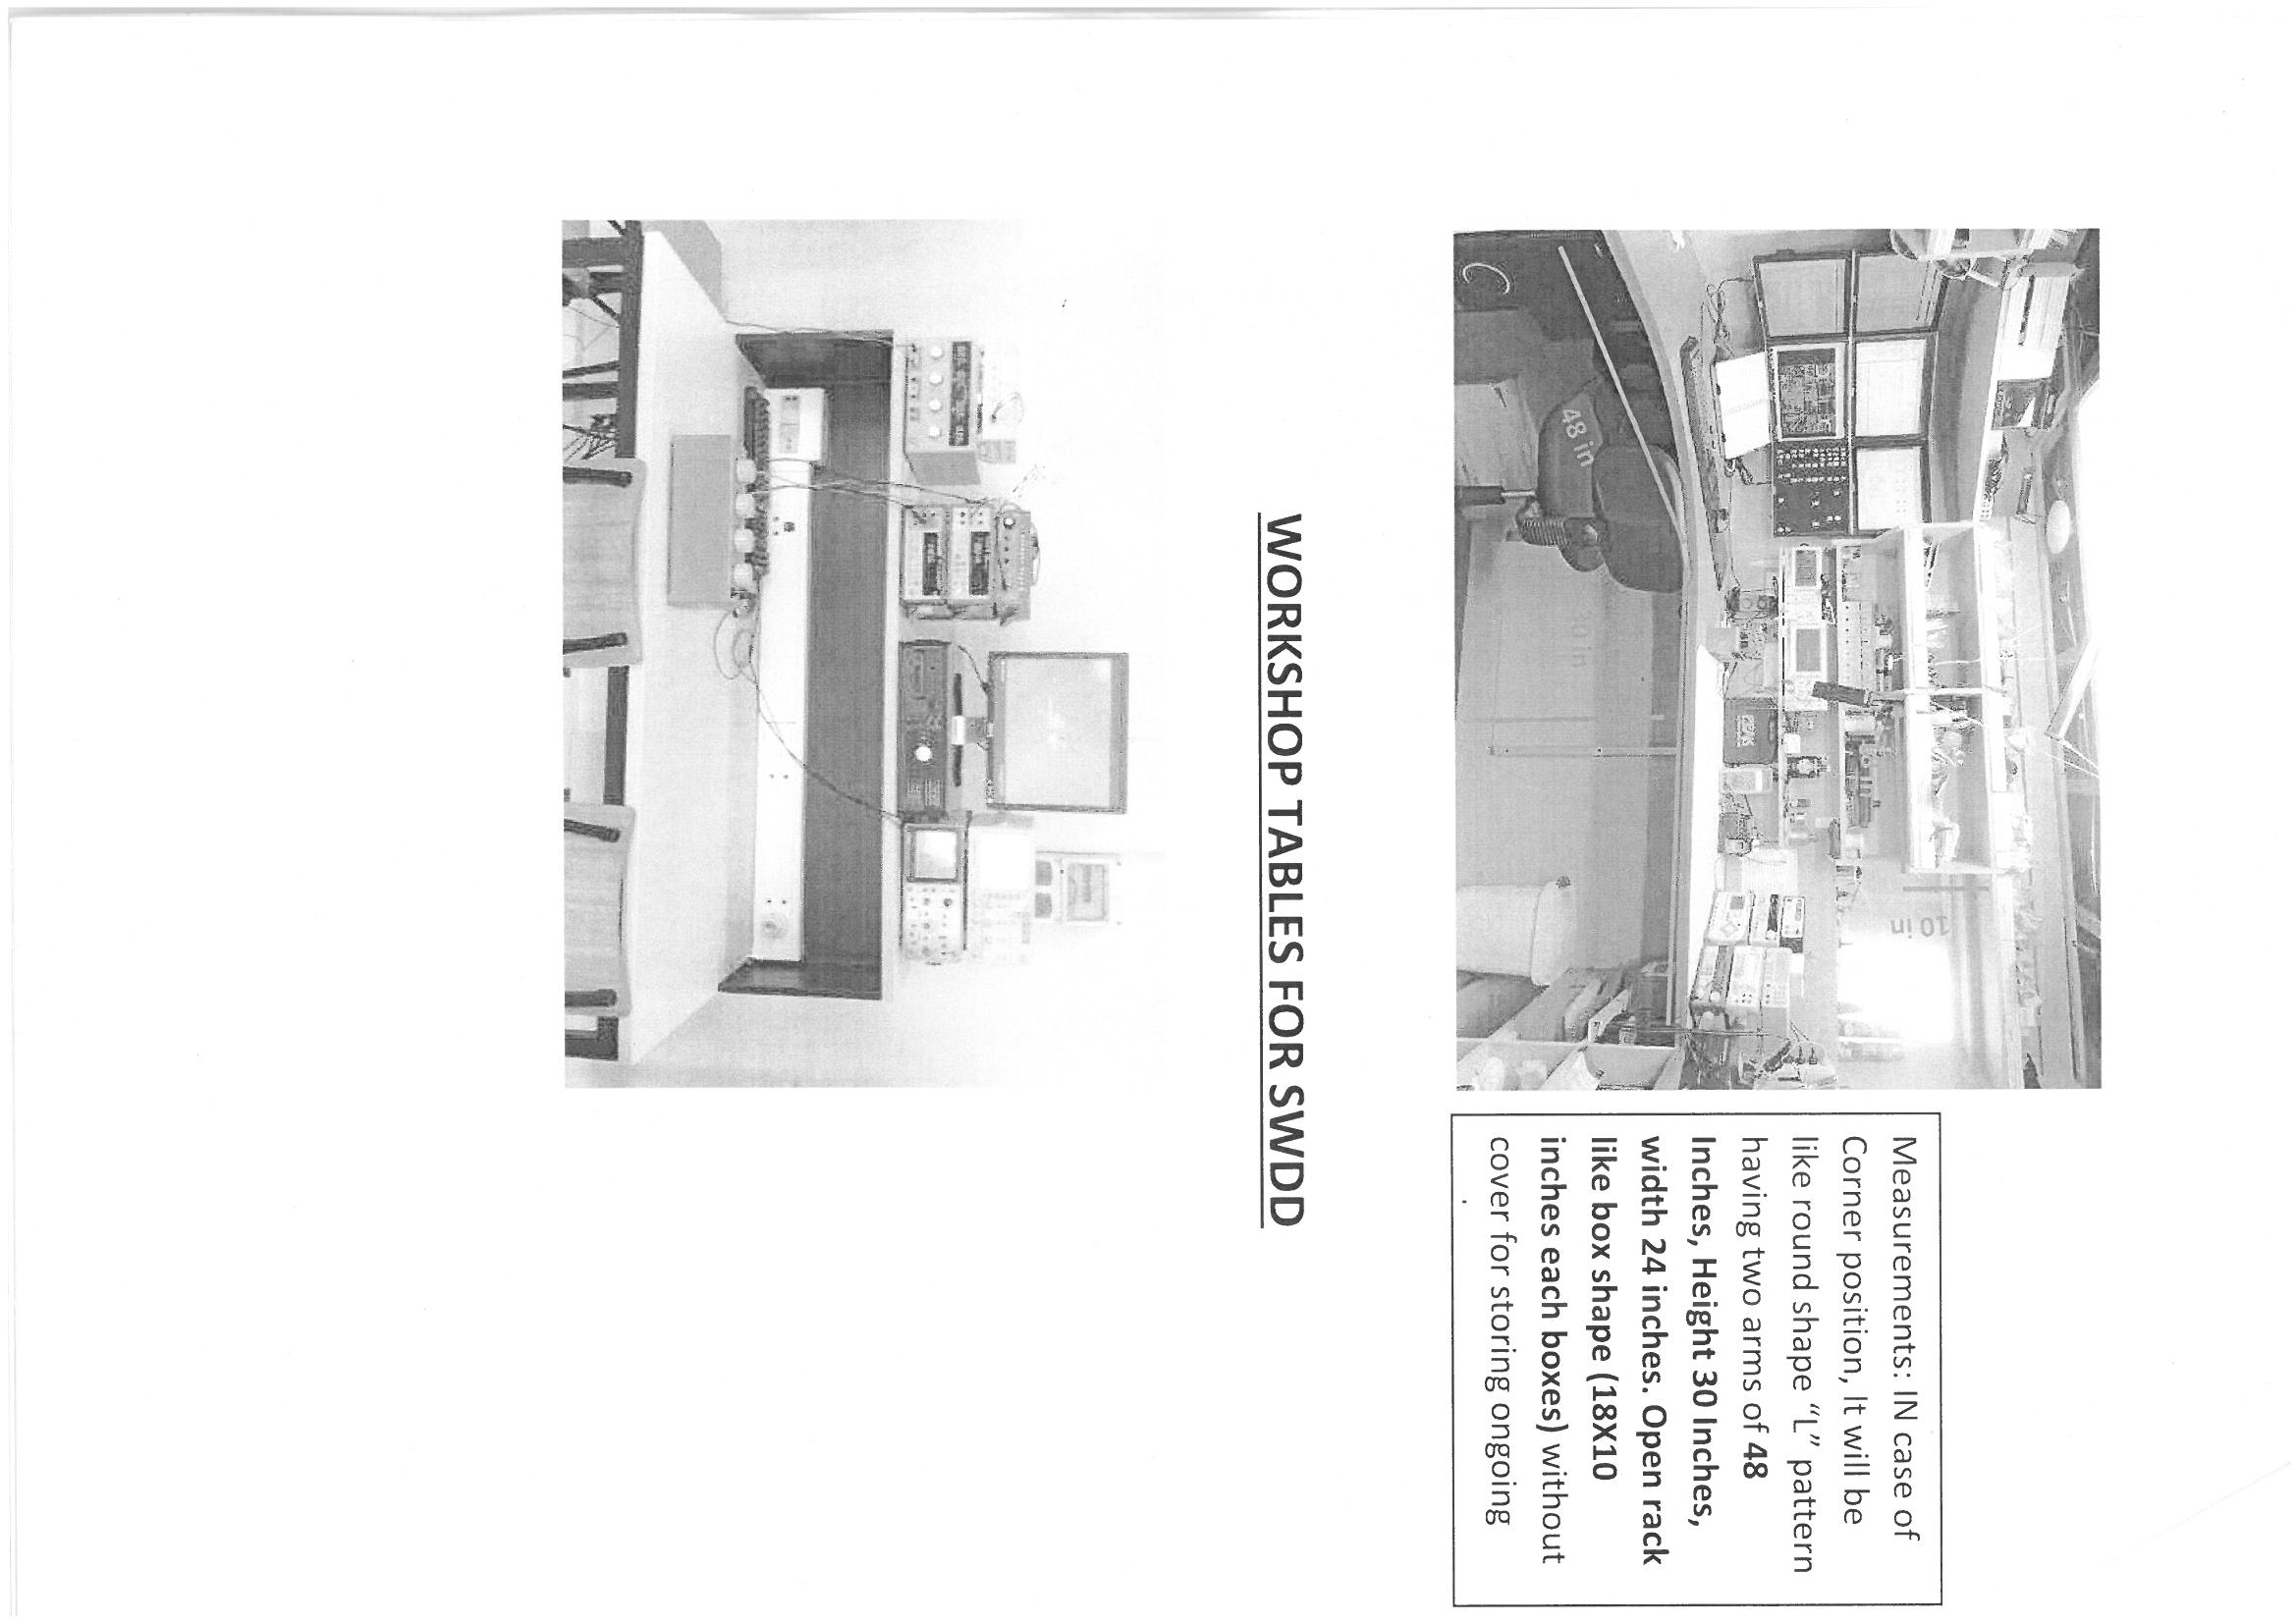 Measurements: IN case of
Corner position, It will be
like round shape “L” pattern
having two arms of 48
Inches, Height 30 Inches,
width 24 inches. Open rack
like box shape (18X10
inches each boxes) without
cover for storing ongoing
10 in
48 in
30 in
WORKSHOP TABLES FOR SWDD